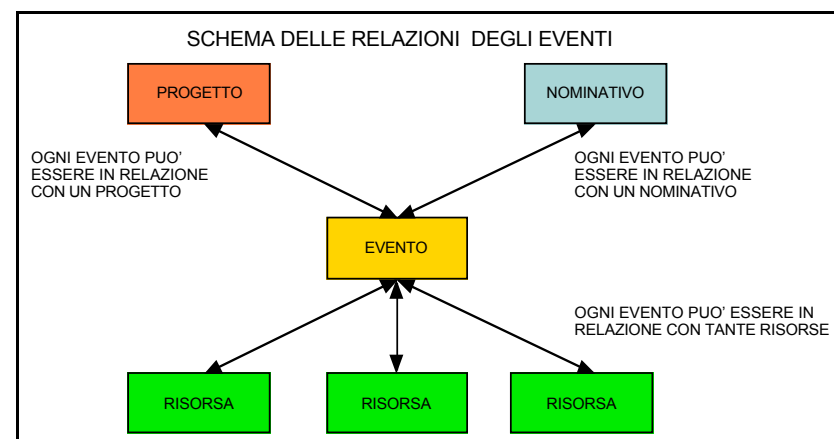 SCHEMA DELLE RELAZIONI DEGLI EVENTI
PROGETTO
NOMINATIVO
OGNI EVENTO PUO'
ESSERE IN RELAZIONE
CON UN PROGETTO
OGNI EVENTO PUO'
ESSERE IN RELAZIONE
CON UN NOMINATIVO
EVENTO
OGNI EVENTO PUO' ESSERE IN
RELAZIONE CON TANTE RISORSE
RISORSA
RISORSA
RISORSA